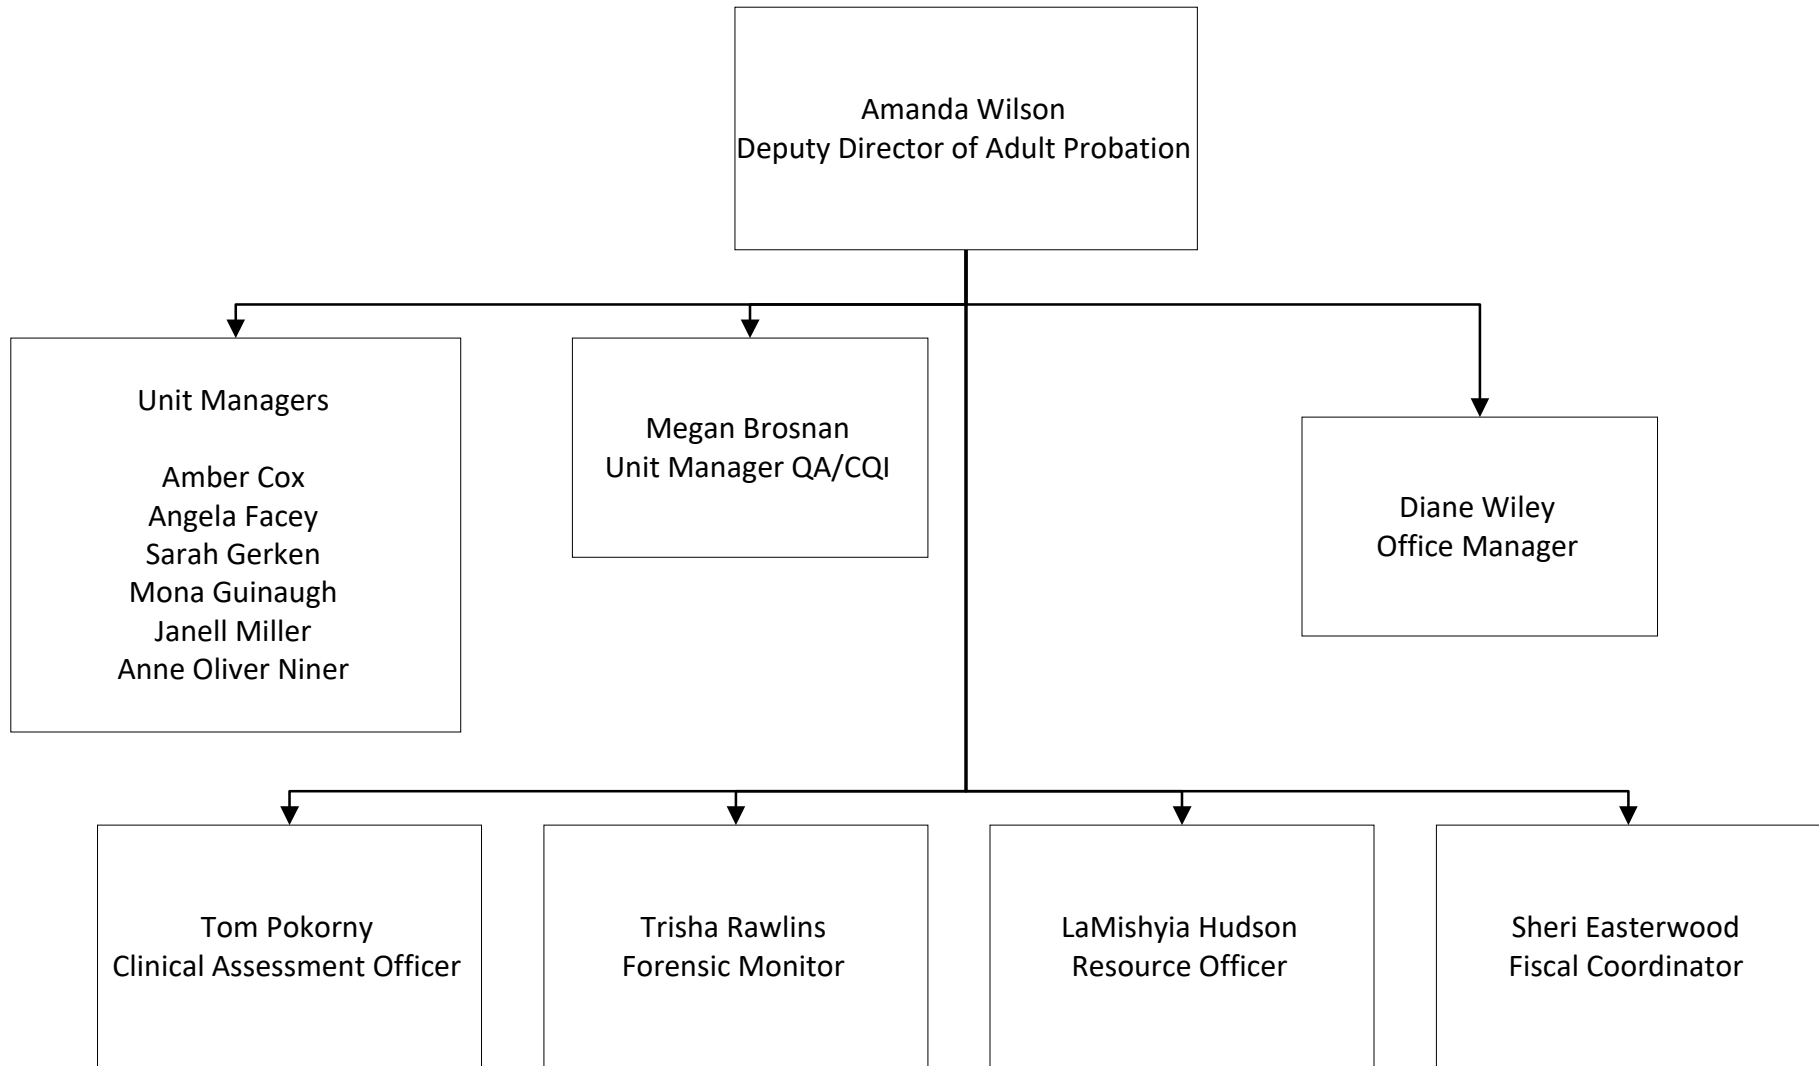 Amanda Wilson
Deputy Director of Adult Probation
Unit Managers
Amber Cox
Angela Facey
Sarah Gerken
Mona Guinaugh
Janell Miller
Anne Oliver Niner
Megan Brosnan
Unit Manager QA/CQI
Diane Wiley
Office Manager
Tom Pokorny
Clinical Assessment Officer
Trisha Rawlins
Forensic Monitor
LaMishyia Hudson
Resource Officer
Sheri Easterwood
Fiscal Coordinator